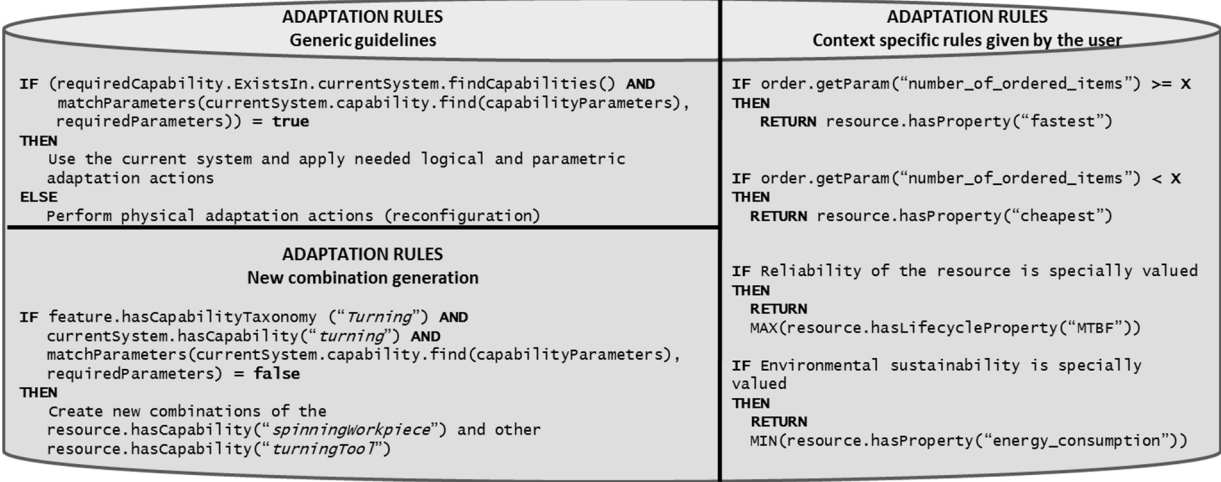 ADAPTATION RULES
Generic guidelines
IF (requiredCapability.ExistsIn.currentSystem.findCapabilities() AND
matchParameters(currentSystem.capability.find(capabilityParameters),
requiredParameters)) = true
THEN
Use the current system and apply needed logical and parametric
adaptation actions
ELSE
Perform physical adaptation actions (reconfiguration)
ADAPTATION RULES
New combination generation
IF feature.hasCapabilityTaxonomy (“Turning”) AND
currentSystem.hasCapability(“turning”) AND
matchParameters(currentSystem.capability.find(capabilityParameters),
requiredParameters) = false
THEN
Create new combinations of the
resource.hasCapability(“spinningWorkpiece”) and other
resource.hasCapability(“turningTool”)
ADAPTATION RULES
Context specific rules given by the user
IF order.getParam(“number_of_ordered_items”) >= X
THEN
RETURN resource.hasProperty(“fastest”)
IF order.getParam(“number_of_ordered_items”) < X
THEN
RETURN resource.hasProperty(“cheapest”)
IF Reliability of the resource is specially valued
THEN
RETURN
MAX(resource.hasLifecycleProperty(“MTBF”))
IF Environmental sustainability is specially
valued
THEN
RETURN
MIN(resource.hasProperty(“energy_consumption”))